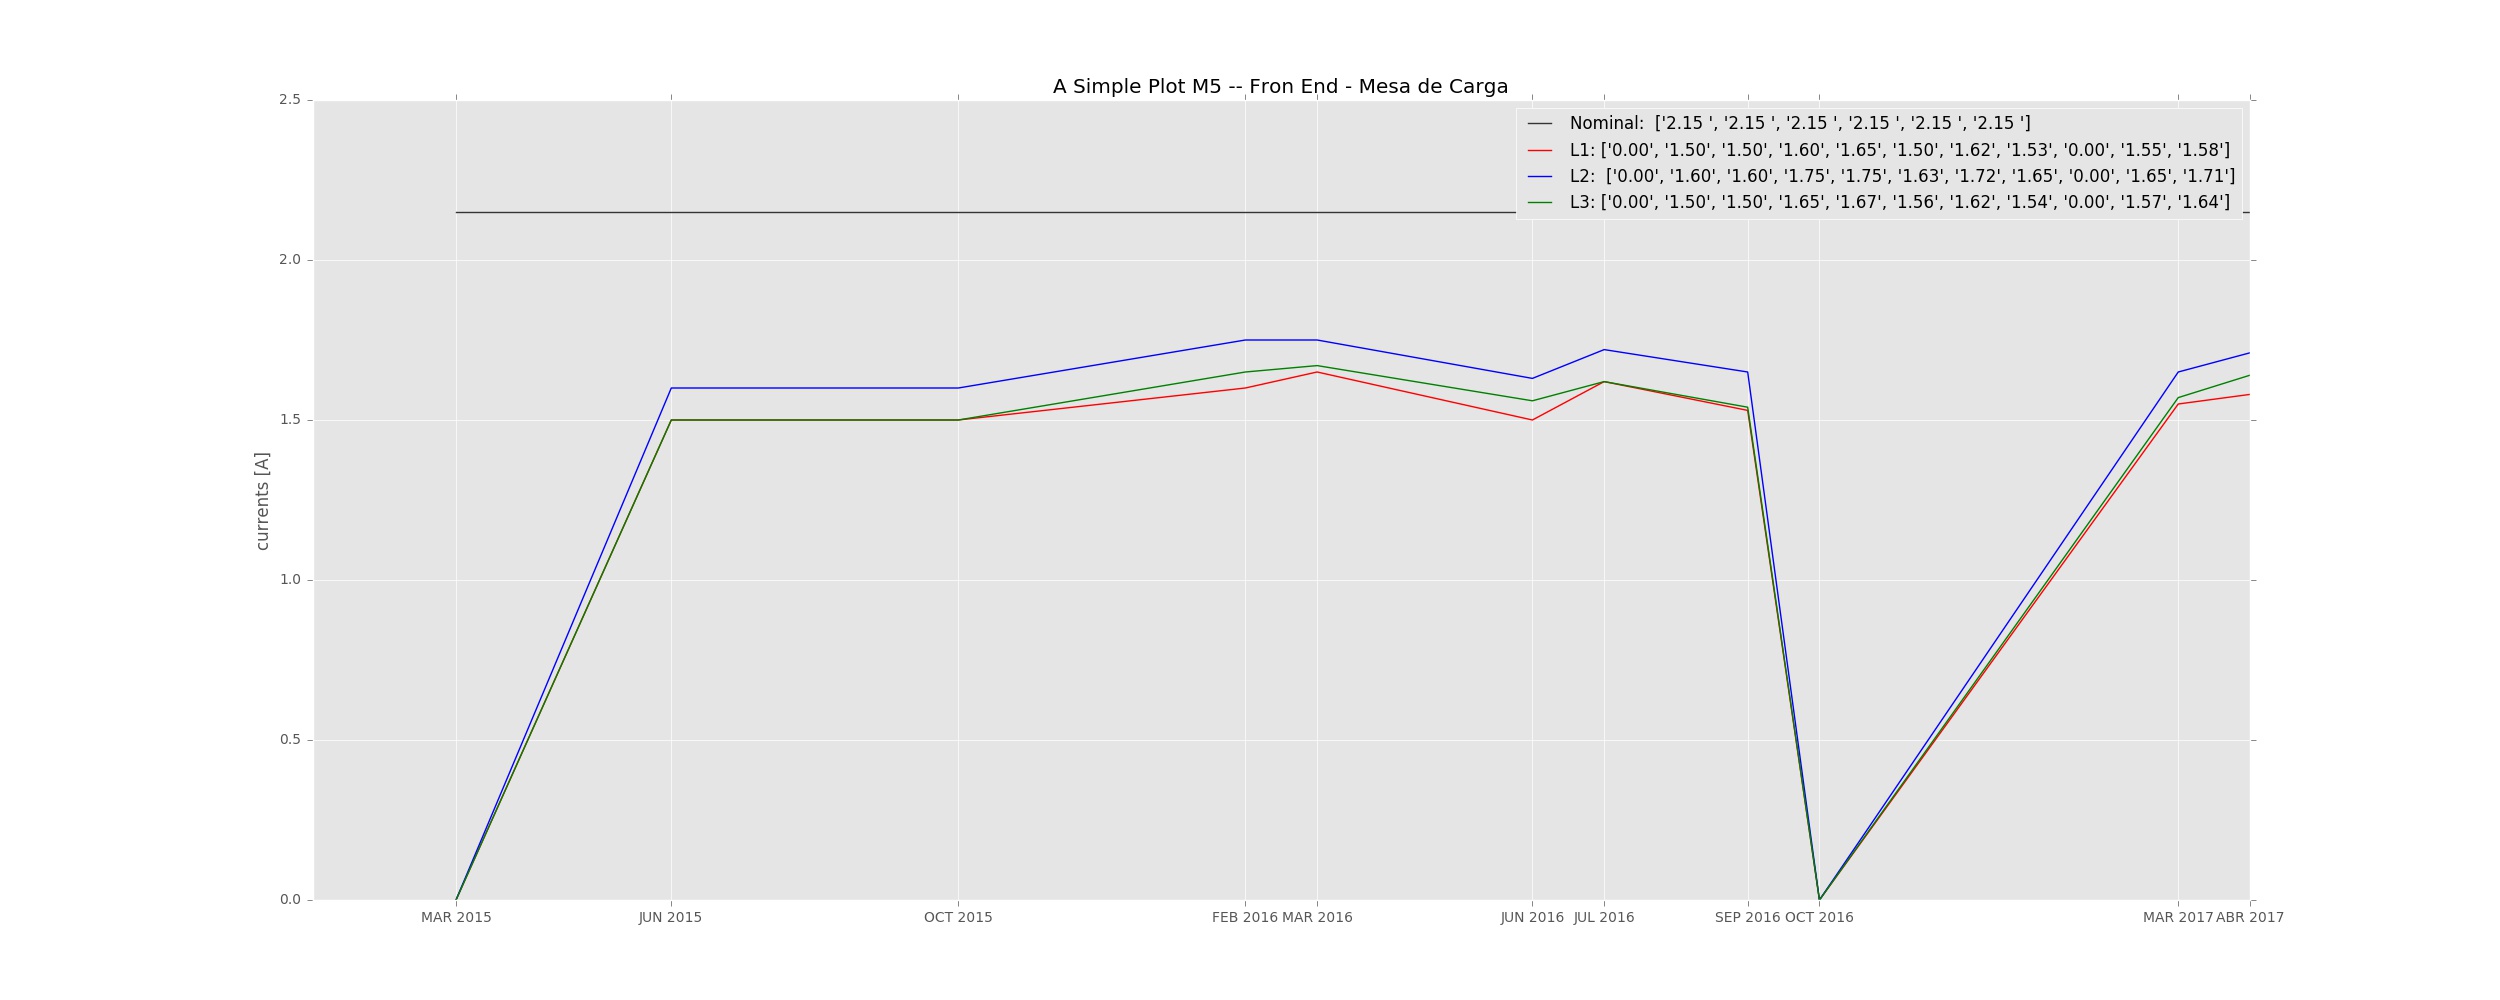 A Simple Plot M5 -- Fron End - Mesa de Carga
Nominal:  ['2.15 ', '2.15 ', '2.15 ', '2.15 ', '2.15 ', '2.15 ']
L1: ['0.00', '1.50', '1.50', '1.60', '1.65', '1.50', '1.62', '1.53', '0.00', '1.55', '1.58']
L2:  ['0.00', '1.60', '1.60', '1.75', '1.75', '1.63', '1.72', '1.65', '0.00', '1.65', '1.71']
L3: ['0.00', '1.50', '1.50', '1.65', '1.67', '1.56', '1.62', '1.54', '0.00', '1.57', '1.64']
2.5
2.0
1.5
1.0
0.5
0.0
currents [A]
MAR 2015 JUN 2015 OCT 2015 FEB 2016 MAR 2016 JUN 2016 JUL 2016 SEP 2016 OCT 2016 MAR 2017 ABR 2017